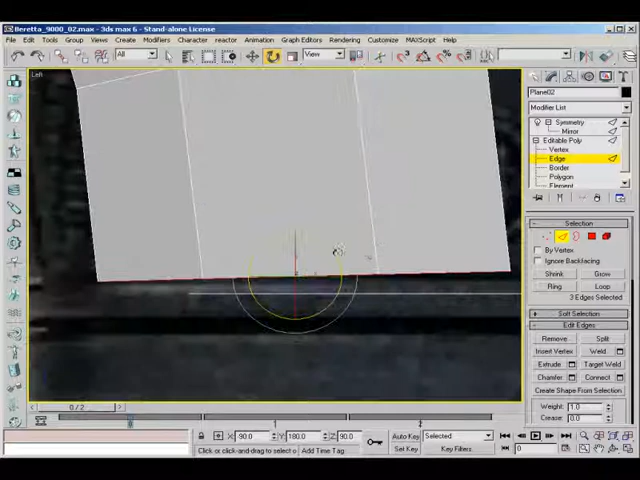 Beretta_9000_02.max - 3ds max 6 - Stand-alone License
File Edit Tools Group Views Create Modifiers Character reactor Animation Graph Editors Rendering Customize MAXScript Help
All
View
Left
Plane02
Modifier List
Symmetry
Mirror
Editable Poly
Vertex
Edge
Border
Polygon
Element
Selection
By Vertex
Ignore Backfacing
Shrink Grow
Ring Loop
3 Edges Selected
Soft Selection
Edit Edges
Remove Split
Insert Vertex Weld
Extrude Target Weld
Chamfer Connect
Create Shape From Selection
Weight: 1.0
Crease: 0.0
0 / 2
0 1 2
X: -90.0 Y: 180.0 Z: 90.0
Auto Key Selected
Set Key Key Filters... 0
Click or click-and-drag to select o Add Time Tag